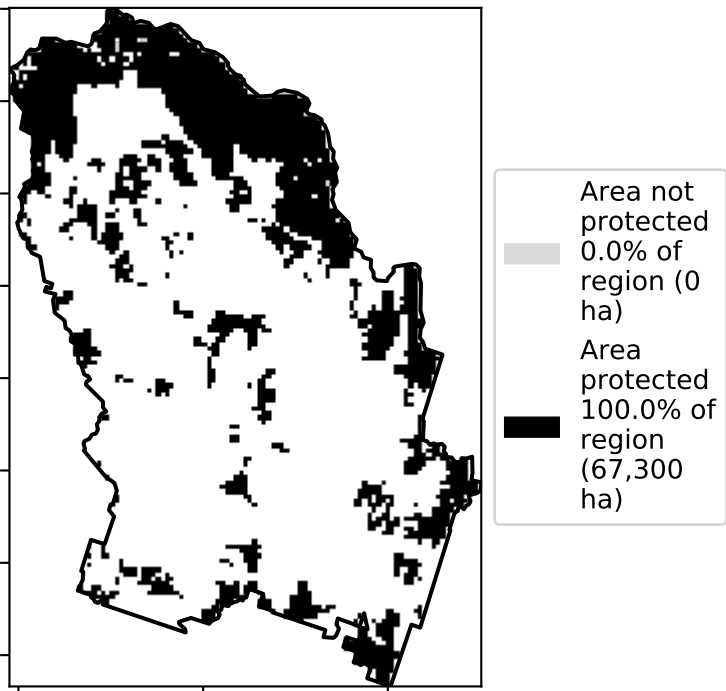 Area not
protected
0.0% of
region (0
ha)
Area
protected
100.0% of
region
(67,300
ha)